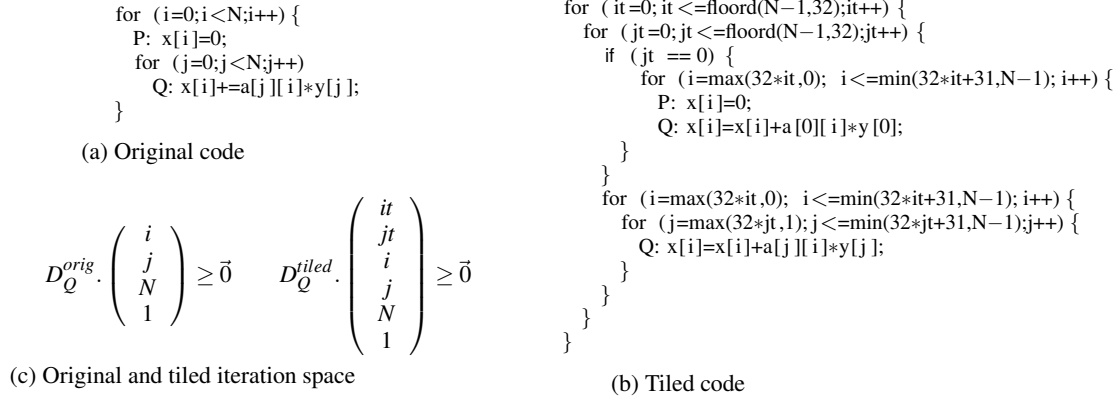 for (i=0;i<N;i++) {
P: x[i]=0;
for (j=0;j<N;j++)
Q: x[i]+=a[j][i]∗y[j];
}
(a) Original code
D_Q^{orig}. ( i j N 1 ) ≥ \vec{0}
D_Q^{tiled}. ( it jt i j N 1 ) ≥ \vec{0}
(c) Original and tiled iteration space
for (it=0; it<=floord(N−1,32);it++) {
for (jt=0; jt<=floord(N−1,32);jt++) {
if (jt == 0) {
for (i=max(32∗it,0); i<=min(32∗it+31,N−1); i++) {
P: x[i]=0;
Q: x[i]=x[i]+a[0][i]∗y[0];
}
}
for (i=max(32∗it,0); i<=min(32∗it+31,N−1); i++) {
for (j=max(32∗jt,1); j<=min(32∗jt+31,N−1);j++) {
Q: x[i]=x[i]+a[j][i]∗y[j];
}
}
}
}
(b) Tiled code